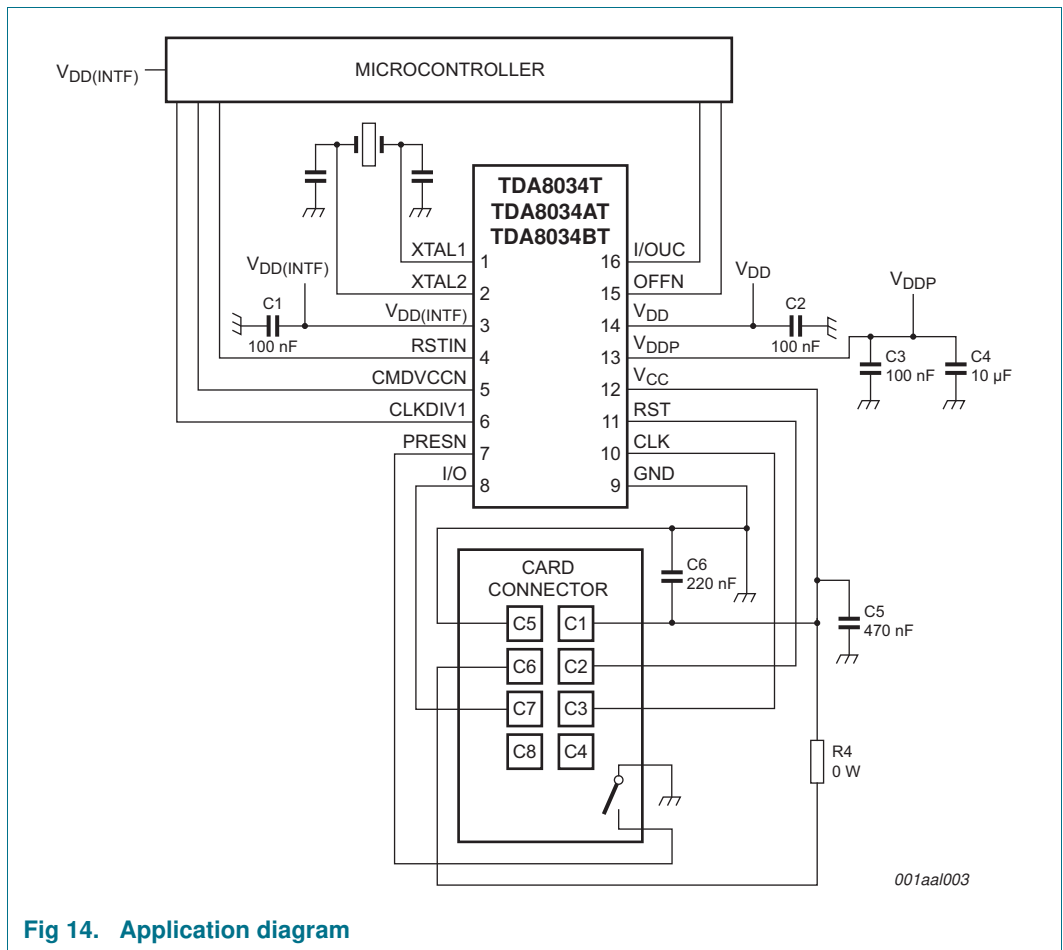 MICROCONTROLLER
VDD(INTF)
TDA8034T
TDA8034AT
TDA8034BT
XTAL1
1
XTAL2
2
VDD(INTF)
VDD(INTF)
3
C1
100 nF
RSTIN
4
CMDVCCN
5
CLKDIV1
6
PRESN
7
I/O
8
16
I/OUC
15
OFFN
14
VDD
VDD
C2
100 nF
13
VDDP
VDDP
C3
100 nF
C4
10 µF
12
VCC
11
RST
10
CLK
9
GND
CARD
CONNECTOR
C6
220 nF
C5
470 nF
C5
C1
C6
C2
C7
C3
C8
C4
R4
0 W
001aal003
Fig 14. Application diagram